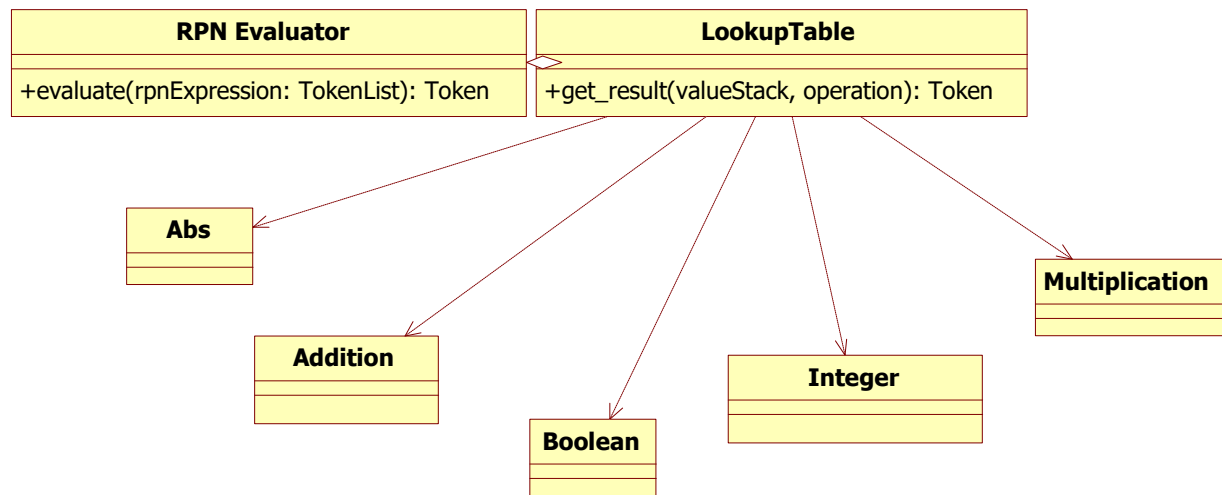 RPN Evaluator
+evaluate(rpnExpression: TokenList): Token
LookupTable
+get_result(valueStack, operation): Token
Abs
Multiplication
Addition
Integer
Boolean